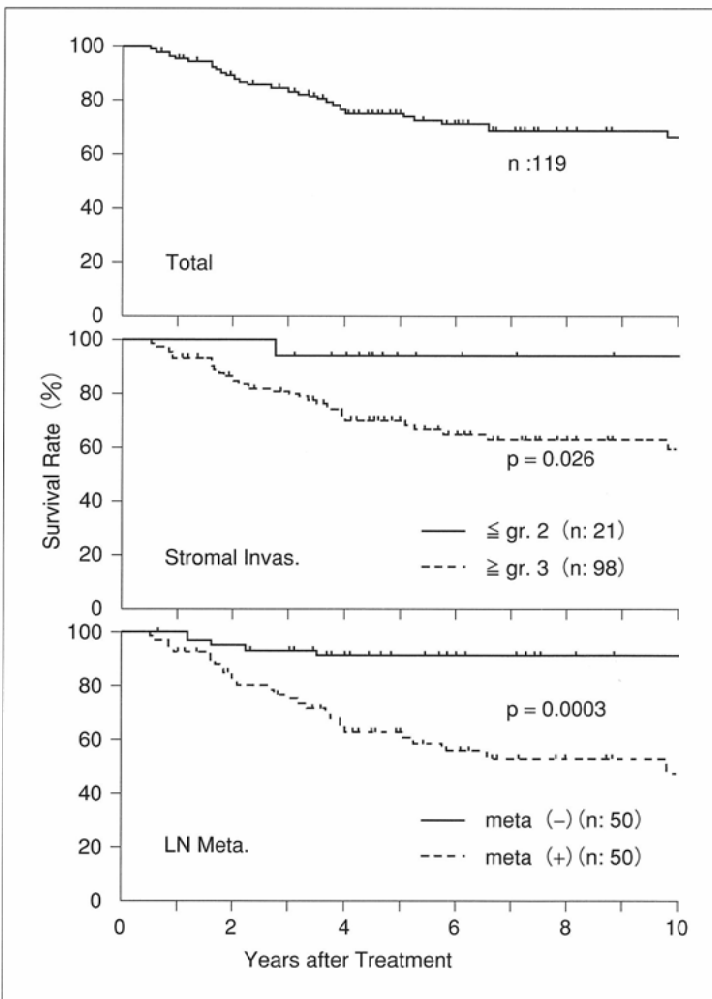 100
80
60
40
20
0
n :119
Total
100
80
60
40
20
0
p = 0.026
≦ gr. 2 (n: 21)
≧ gr. 3 (n: 98)
Stromal Invas.
100
80
60
40
20
0
p = 0.0003
meta (−) (n: 50)
meta (+) (n: 50)
LN Meta.
0 2 4 6 8 10
Years after Treatment
Survival Rate (%)